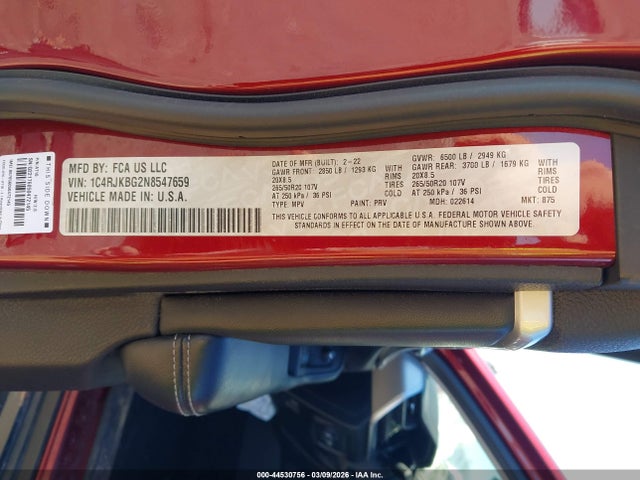 MFD BY: FCA US LLC
VIN: 1C4RJKBG2N8547659
VEHICLE MADE IN: U.S.A.
DATE OF MFR (BUILT): 2-22
GAWR FRONT: 2850 LB / 1293 KG
WITH RIMS
20X8.5
TIRES
265/50R20 107V
COLD
AT 250 kPa / 36 PSI
TYPE: MPV
PAINT: PRV
GVWR: 6500 LB / 2949 KG
GAWR REAR: 3700 LB / 1679 KG
WITH RIMS
20X8.5
TIRES
265/50R20 107V
COLD
AT 250 kPa / 36 PSI
MDH: 022614
MKT: 875
THIS VEHICLE CONFORMS TO ALL APPLICABLE U.S.A. FEDERAL MOTOR VEHICLE SAFETY
STANDARDS IN EFFECT ON THE DATE OF MANUFACTURE SHOWN ABOVE.
THIS SIDE DOWN
000-44530756 - 03/09/2026 - IAA Inc.